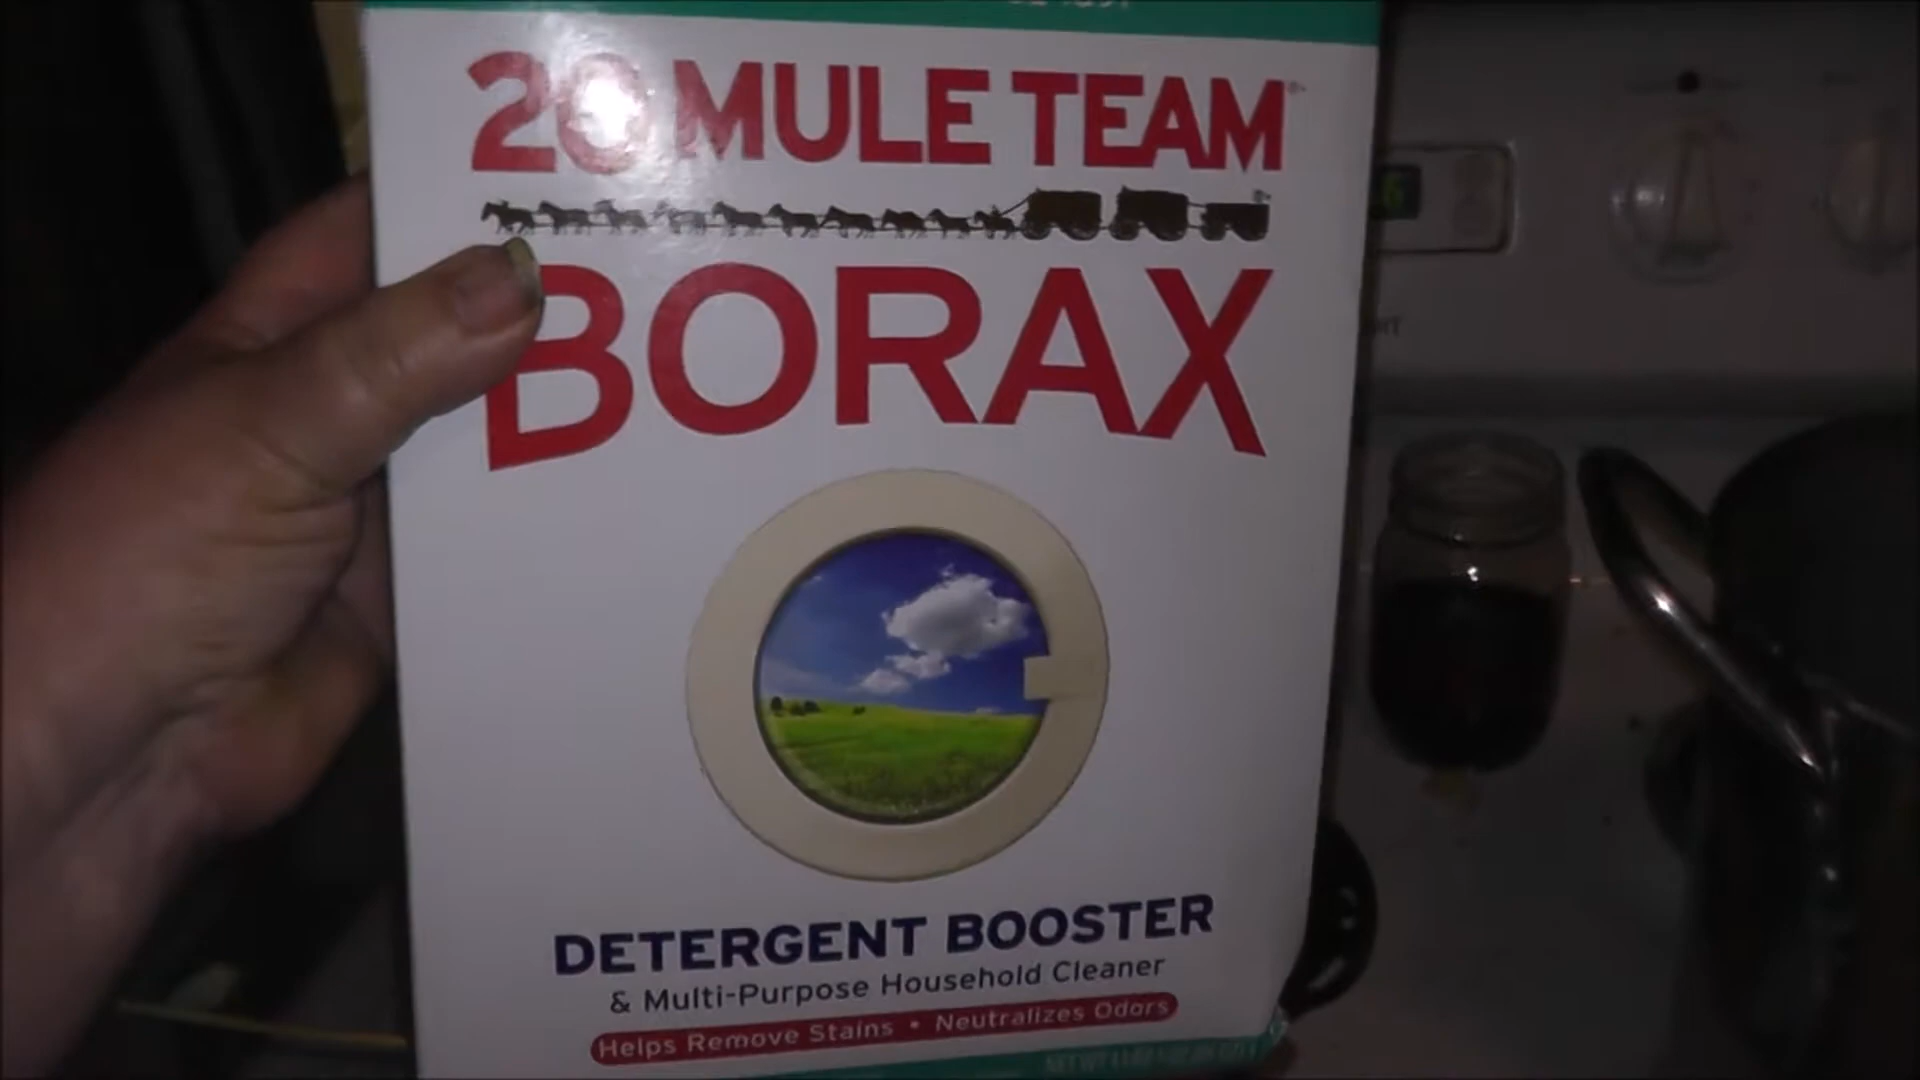 20 MULE TEAM
BORAX
DETERGENT BOOSTER
& Multi-Purpose Household Cleaner
Helps Remove Stains • Neutralizes Odors